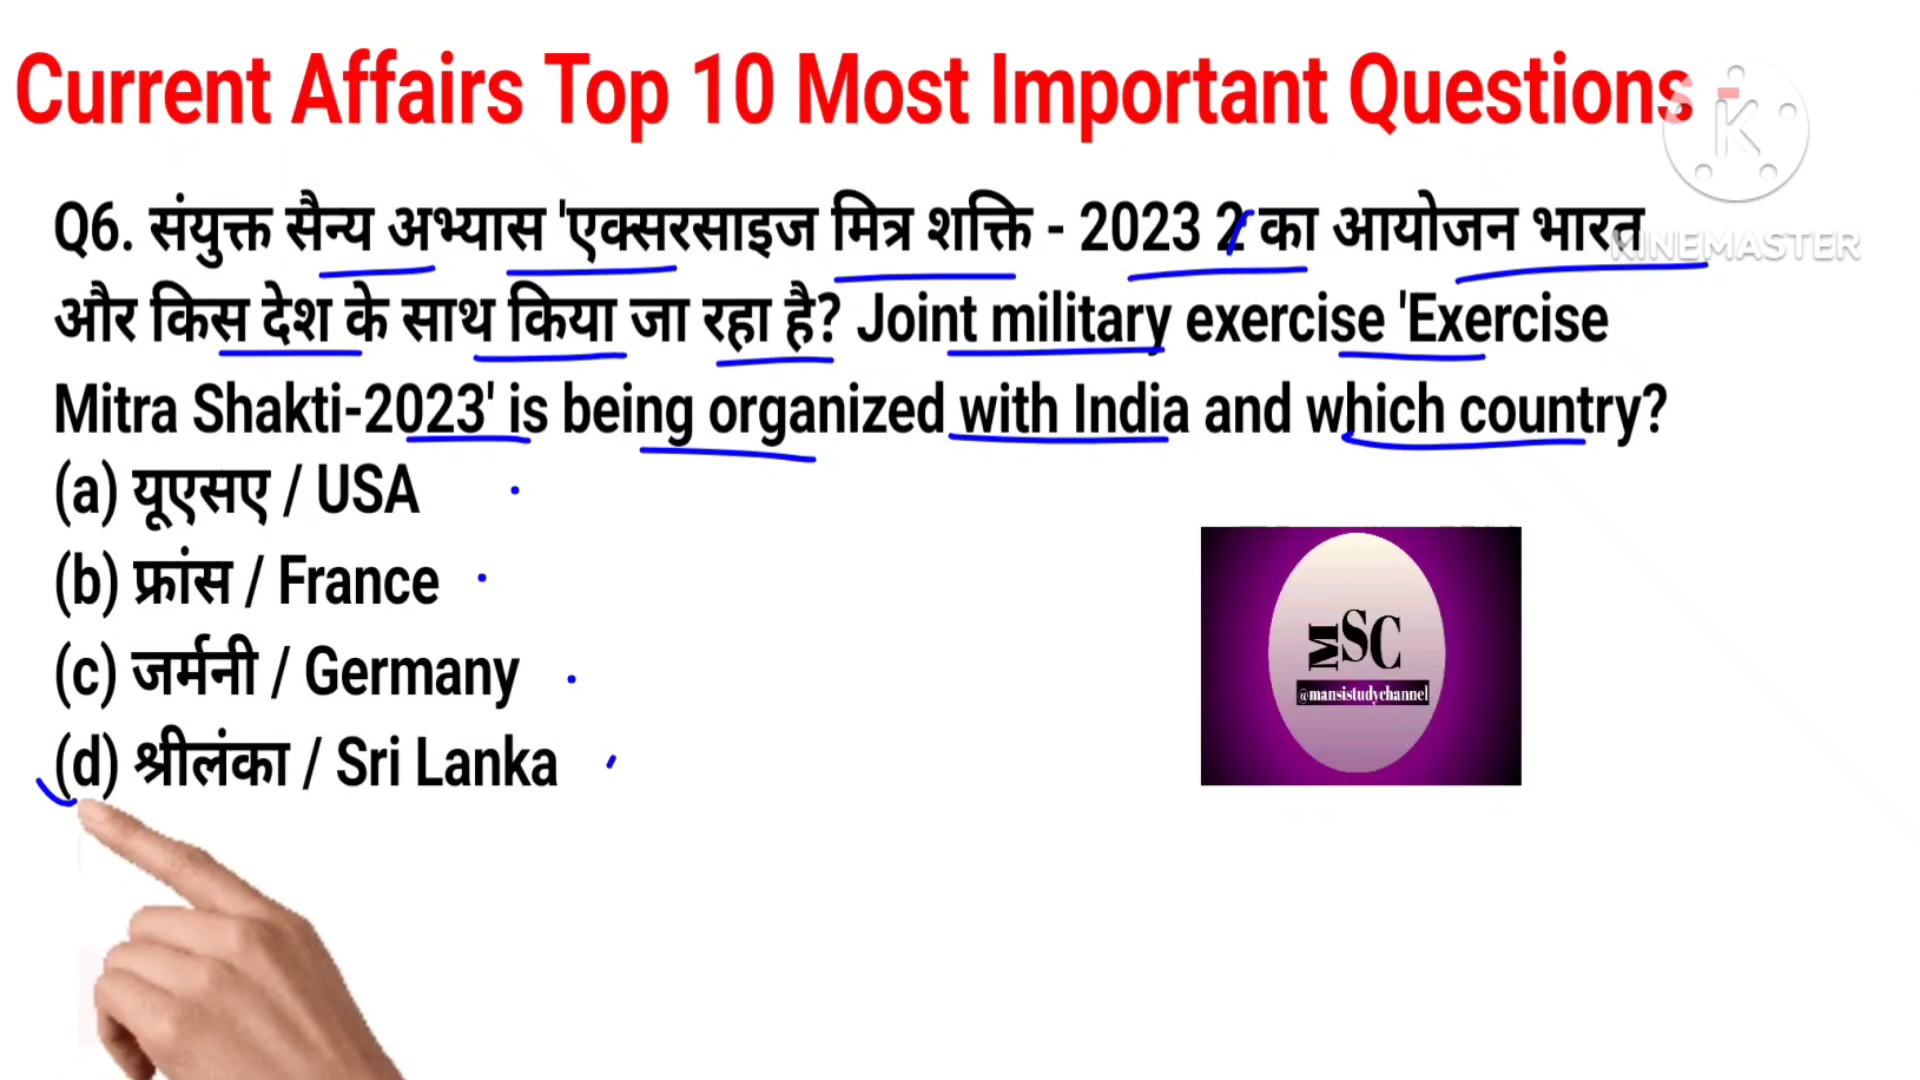 Current Affairs Top 10 Most Important Questions
Q6. संयुक्त सैन्य अभ्यास 'एक्सरसाइज मित्र शक्ति - 2023 2 का आयोजन भारत
और किस देश के साथ किया जा रहा है? Joint military exercise 'Exercise
Mitra Shakti-2023' is being organized with India and which country?
(a) यूएसए / USA
(b) फ्रांस / France
(c) जर्मनी / Germany
(d) श्रीलंका / Sri Lanka
K
KINEMASTER
MSC
@mansistudychannel